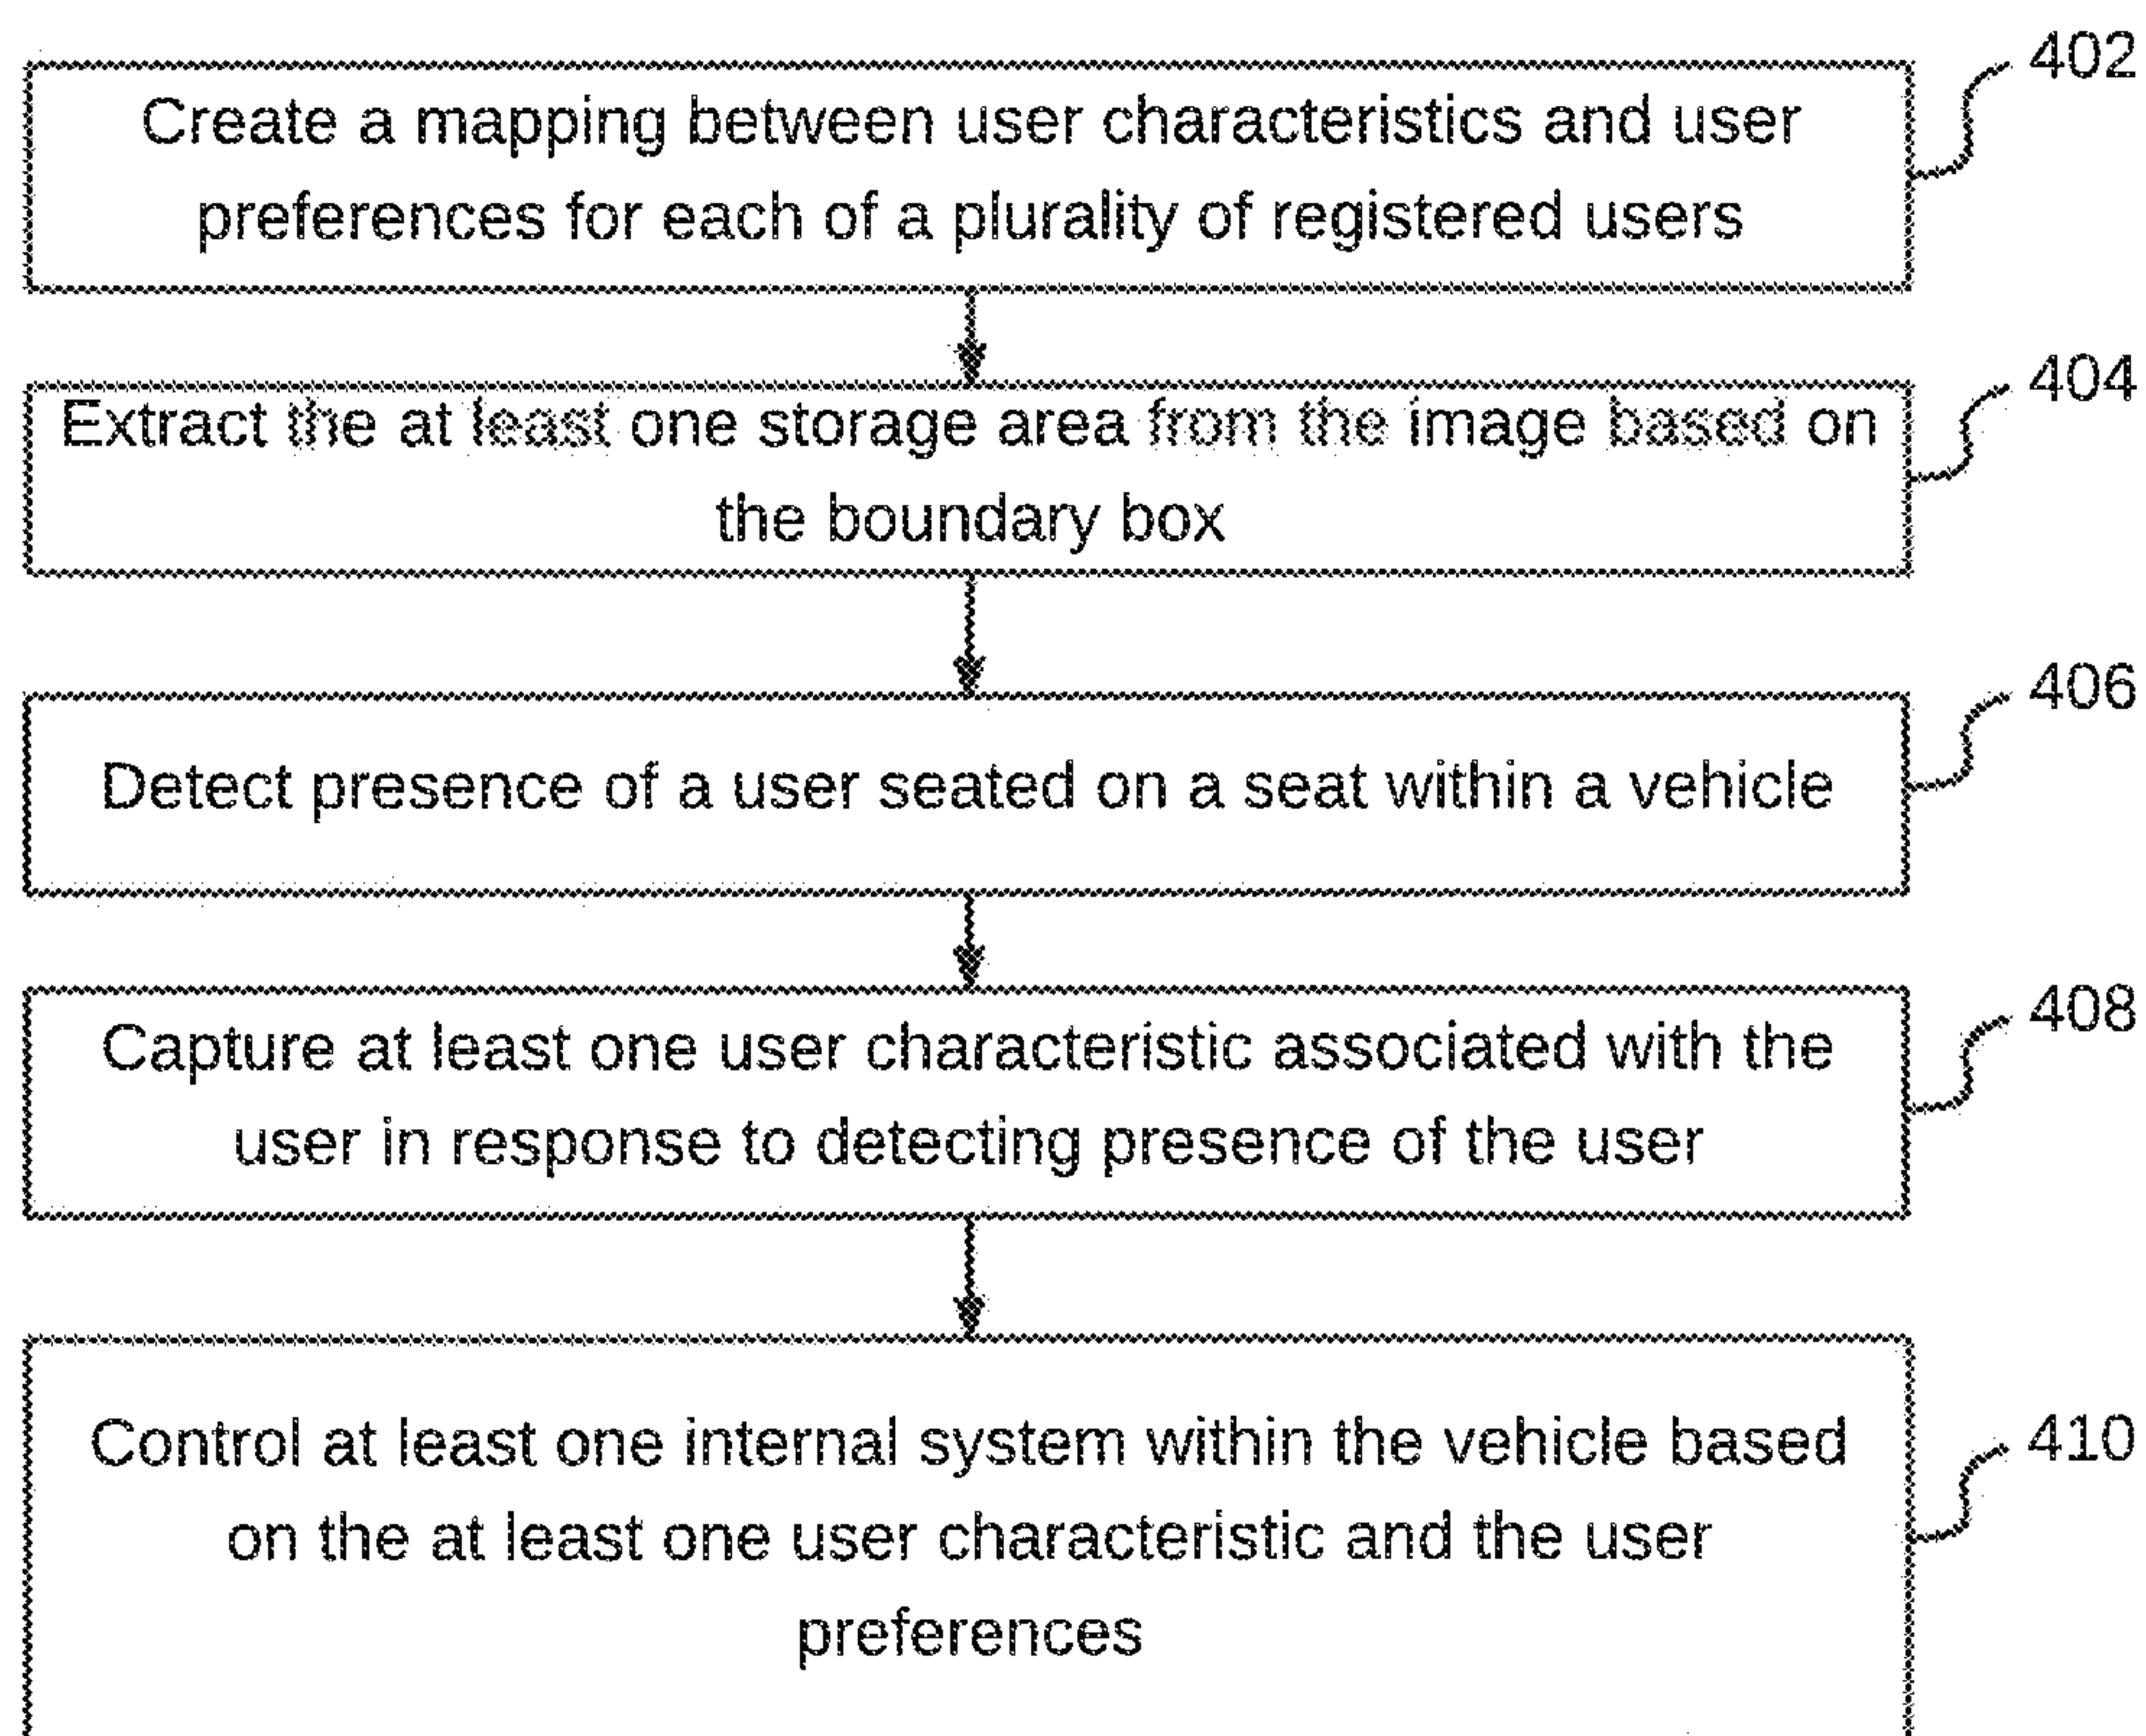 402
Create a mapping between user characteristics and user
preferences for each of a plurality of registered users
404
Extract the at least one storage area from the image based on
the boundary box
406
Detect presence of a user seated on a seat within a vehicle
408
Capture at least one user characteristic associated with the
user in response to detecting presence of the user
410
Control at least one internal system within the vehicle based
on the at least one user characteristic and the user
preferences